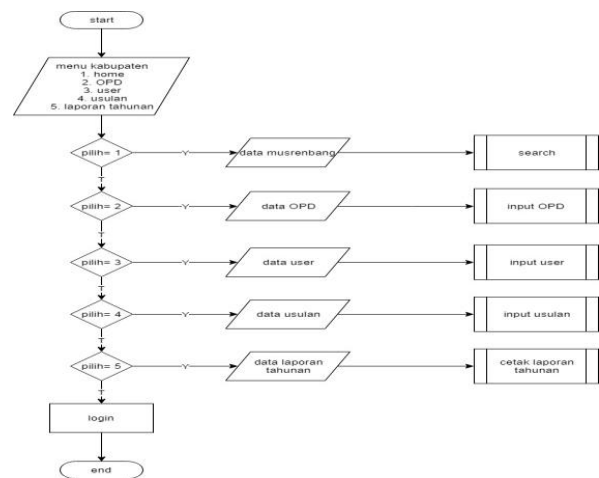 start
menu kabupaten
1. home
2. OPD
3. user
4. usulan
5. laporan tahunan
pilih= 1
Y
data musrenbang
search
T
pilih= 2
Y
data OPD
input OPD
T
pilih= 3
Y
data user
input user
T
pilih= 4
Y
data usulan
input usulan
T
pilih= 5
Y
data laporan
tahunan
cetak laporan
tahunan
T
login
end